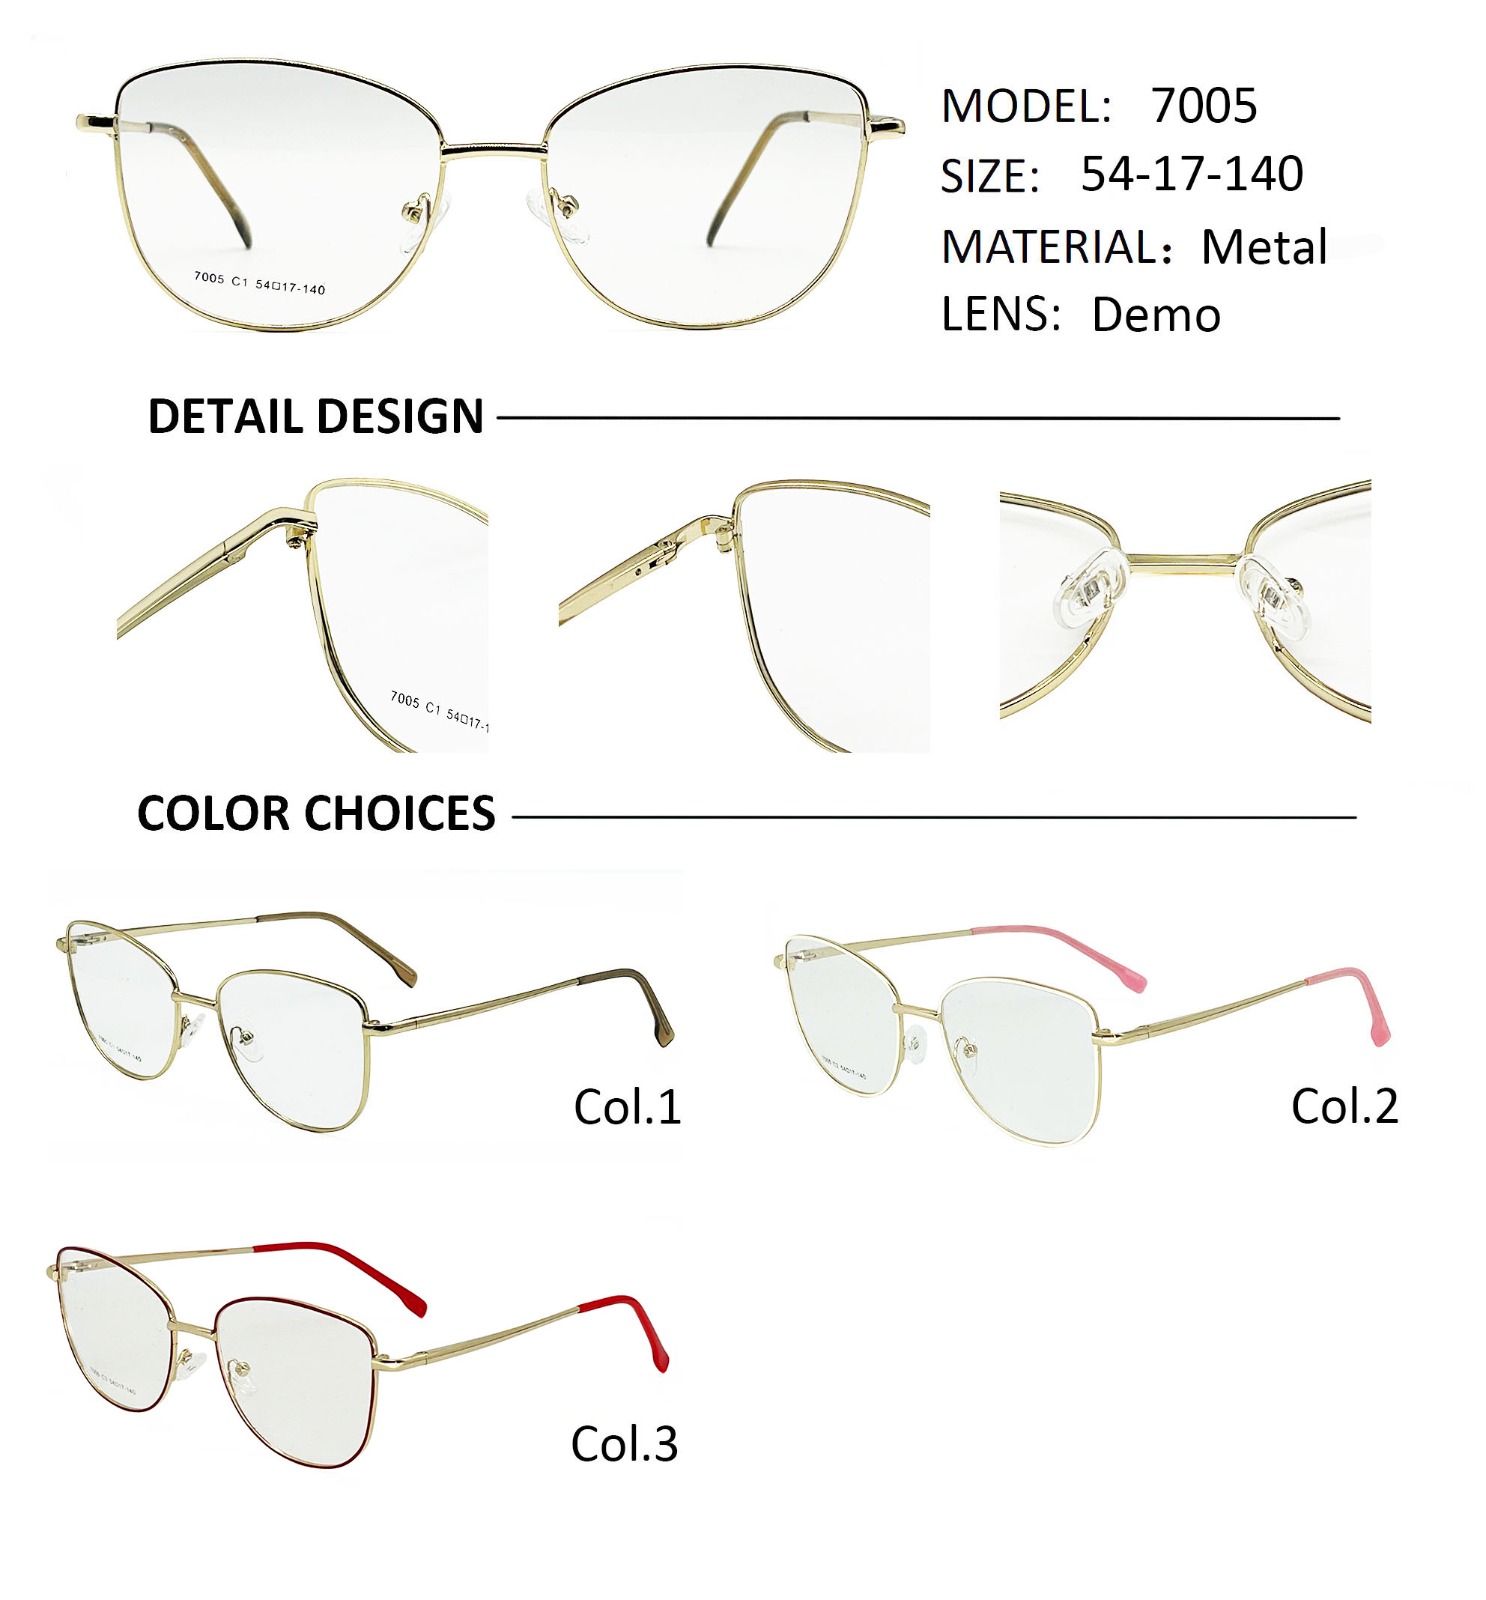 MODEL: 7005
SIZE: 54-17-140
MATERIAL: Metal
LENS: Demo
7005 C1 54□17-140
DETAIL DESIGN
7005 C1 54□17-1
COLOR CHOICES
Col.1
Col.2
Col.3